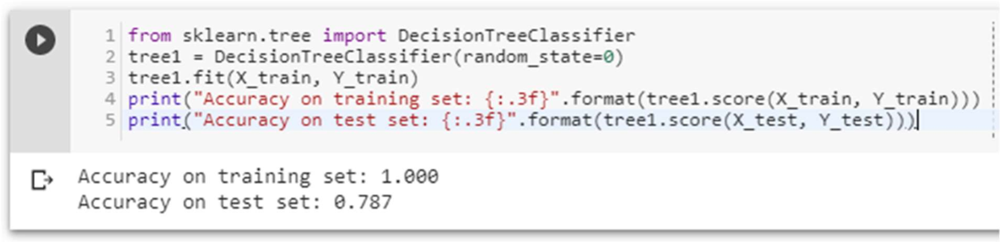 1 from sklearn.tree import DecisionTreeClassifier
2 tree1 = DecisionTreeClassifier(random_state=0)
3 tree1.fit(X_train, Y_train)
4 print("Accuracy on training set: {:.3f}".format(tree1.score(X_train, Y_train)))
5 print("Accuracy on test set: {:.3f}".format(tree1.score(X_test, Y_test)))
Accuracy on training set: 1.000
Accuracy on test set: 0.787